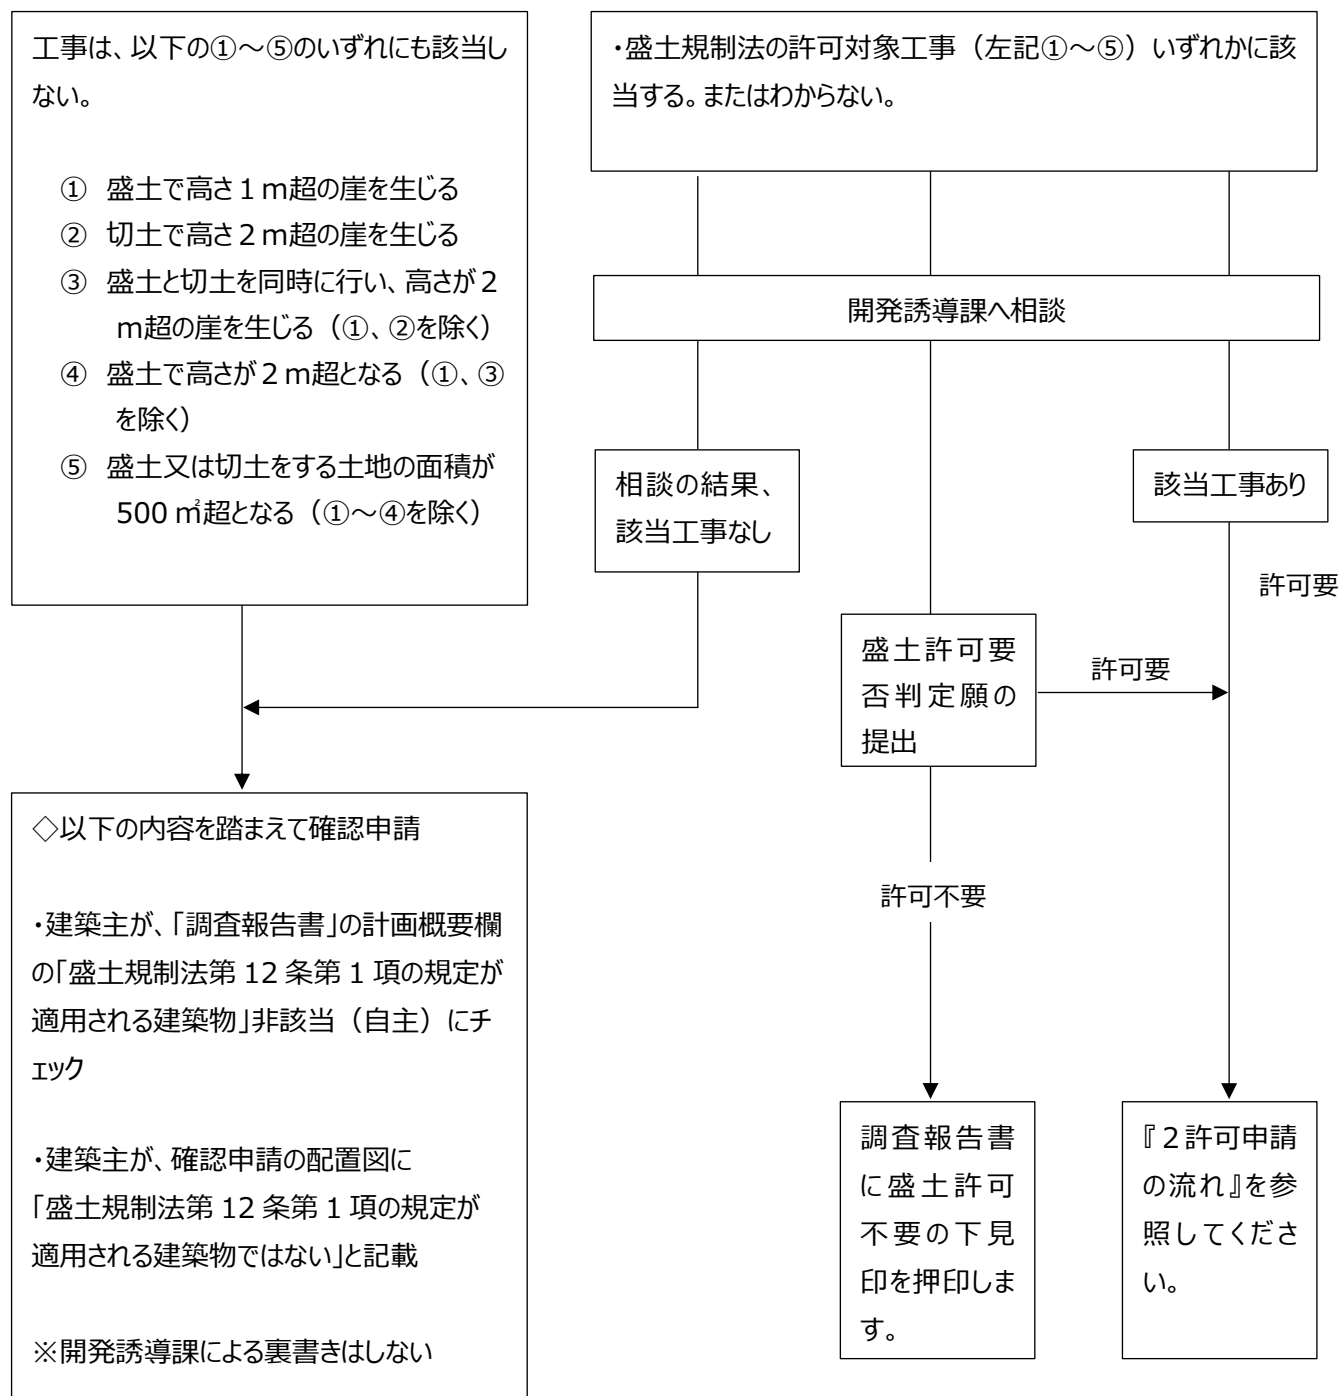 工事は、以下の①～⑤のいずれにも該当し
ない。
① 盛土で高さ１ｍ超の崖を生じる
② 切土で高さ２ｍ超の崖を生じる
③ 盛土と切土を同時に行い、高さが２
ｍ超の崖を生じる（①、②を除く）
④ 盛土で高さが２ｍ超となる（①、③
を除く）
⑤ 盛土又は切土をする土地の面積が
500 ㎡超となる（①～④を除く）
・盛土規制法の許可対象工事（左記①～⑤）いずれかに該
当する。またはわからない。
開発誘導課へ相談
相談の結果、
該当工事なし
該当工事あり
許可要
盛土許可要
否判定願の
提出
許可要
許可不要
◇以下の内容を踏まえて確認申請
・建築主が、「調査報告書」の計画概要欄
の「盛土規制法第 12 条第 1 項の規定が
適用される建築物」非該当（自主）にチ
ェック
・建築主が、確認申請の配置図に
「盛土規制法第 12 条第 1 項の規定が
適用される建築物ではない」と記載
※開発誘導課による裏書きはしない
調査報告書
に盛土許可
不要の下見
印を押印しま
す。
『２許可申請
の流れ』を参
照してくださ
い。